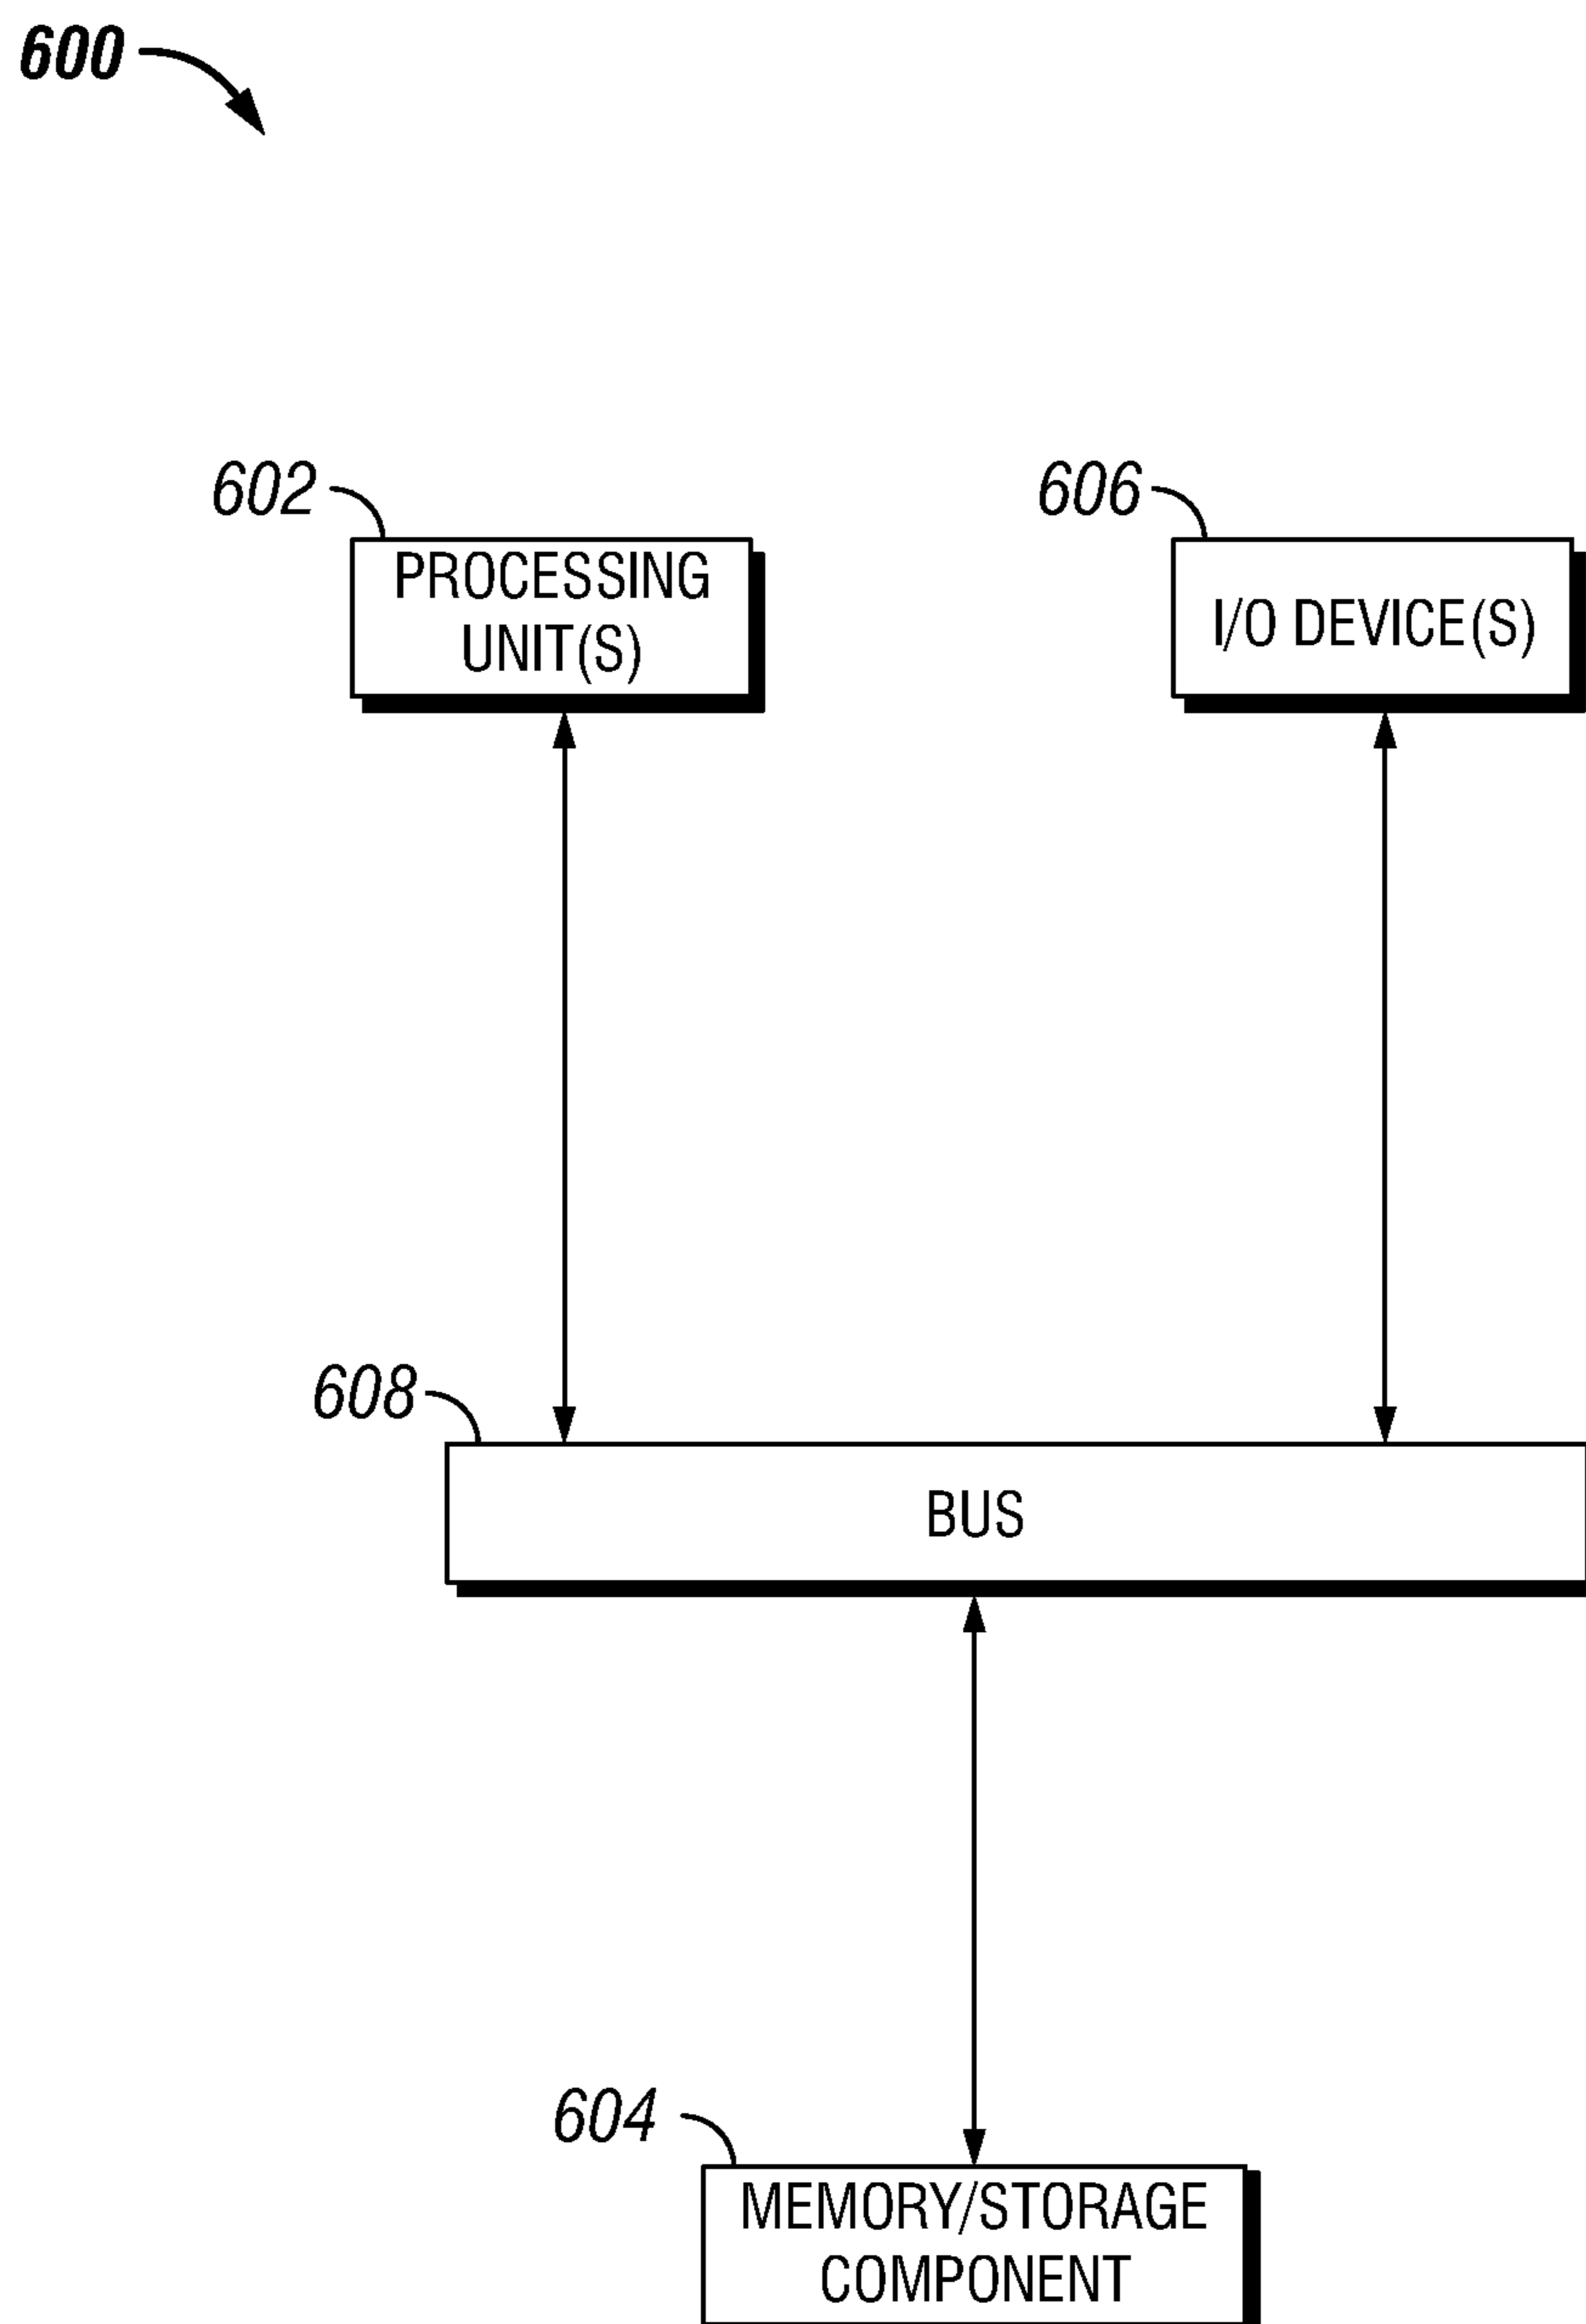 600
602
606
PROCESSING
UNIT(S)
I/O DEVICE(S)
608
BUS
604
MEMORY/STORAGE
COMPONENT